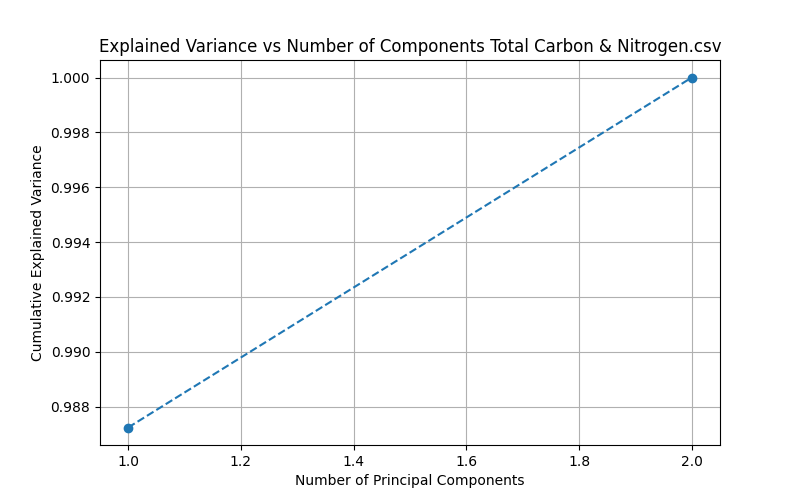 Explained Variance vs Number of Components Total Carbon & Nitrogen.csv
Cumulative Explained Variance
1.000
0.998
0.996
0.994
0.992
0.990
0.988
1.0 1.2 1.4 1.6 1.8 2.0
Number of Principal Components